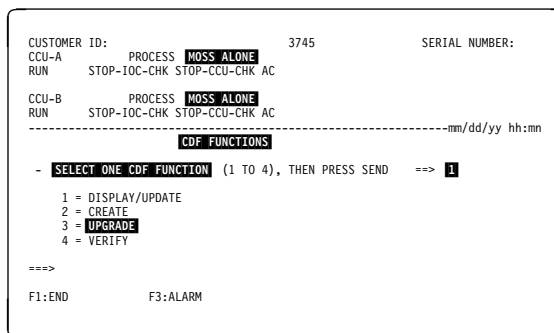 CUSTOMER ID: 3745 SERIAL NUMBER:
CCU-A PROCESS MOSS ALONE
RUN STOP-IOC-CHK STOP-CCU-CHK AC
CCU-B PROCESS MOSS ALONE
RUN STOP-IOC-CHK STOP-CCU-CHK AC
---------------------------------------------------------------mm/dd/yy hh:mn
CDF FUNCTIONS
- SELECT ONE CDF FUNCTION (1 TO 4), THEN PRESS SEND ==> 1
1 = DISPLAY/UPDATE
2 = CREATE
3 = UPGRADE
4 = VERIFY
===>
F1:END F3:ALARM